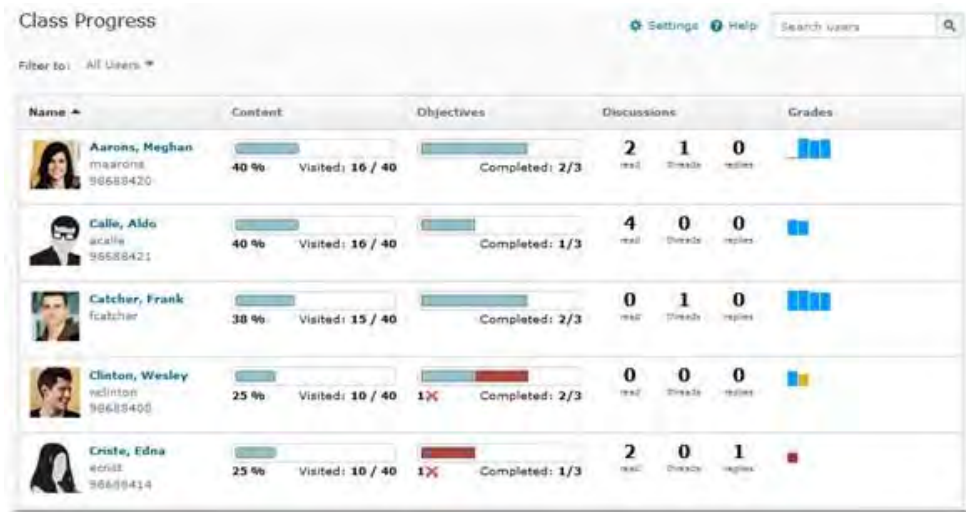 Class Progress
Settings Help Search users
Filter to: All Users
Name Content Objectives Discussions Grades
Aarons, Meghan
maarons
98688420
40 % Visited: 16 / 40
Completed: 2/3
2 1 0
read threads replies
Calle, Aldo
acalle
98688421
40 % Visited: 16 / 40
Completed: 1/3
4 0 0
read threads replies
Catcher, Frank
fcatcher
38 % Visited: 15 / 40
Completed: 2/3
0 1 0
read threads replies
Clinton, Wesley
25 % Visited: 10 / 40
1 Completed: 2/3
0 0 0
read threads replies
Criste, Edna
98688414
25 % Visited: 10 / 40
1 Completed: 1/3
2 0 1
read threads replies